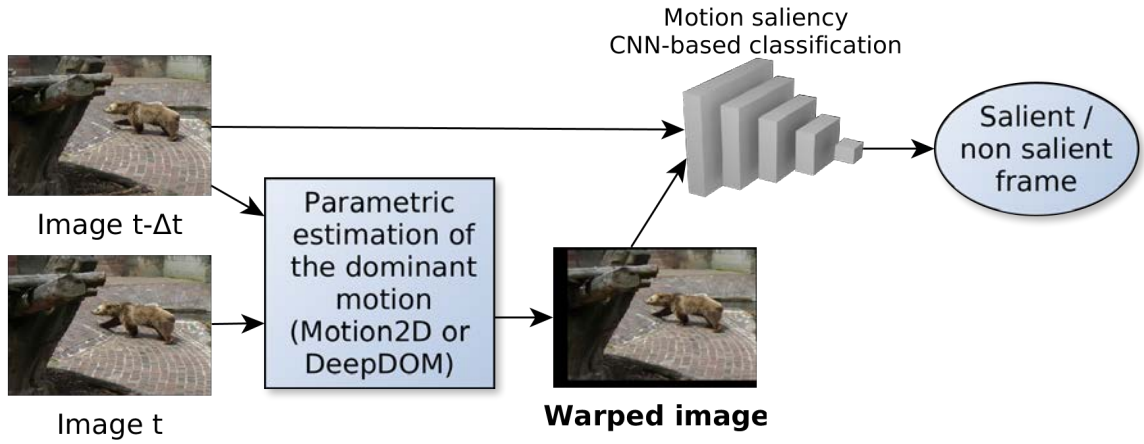 Motion saliency
CNN-based classification
Image t-Δt
Image t
Parametric
estimation of
the dominant
motion
(Motion2D or
DeepDOM)
Warped image
Salient /
non salient
frame